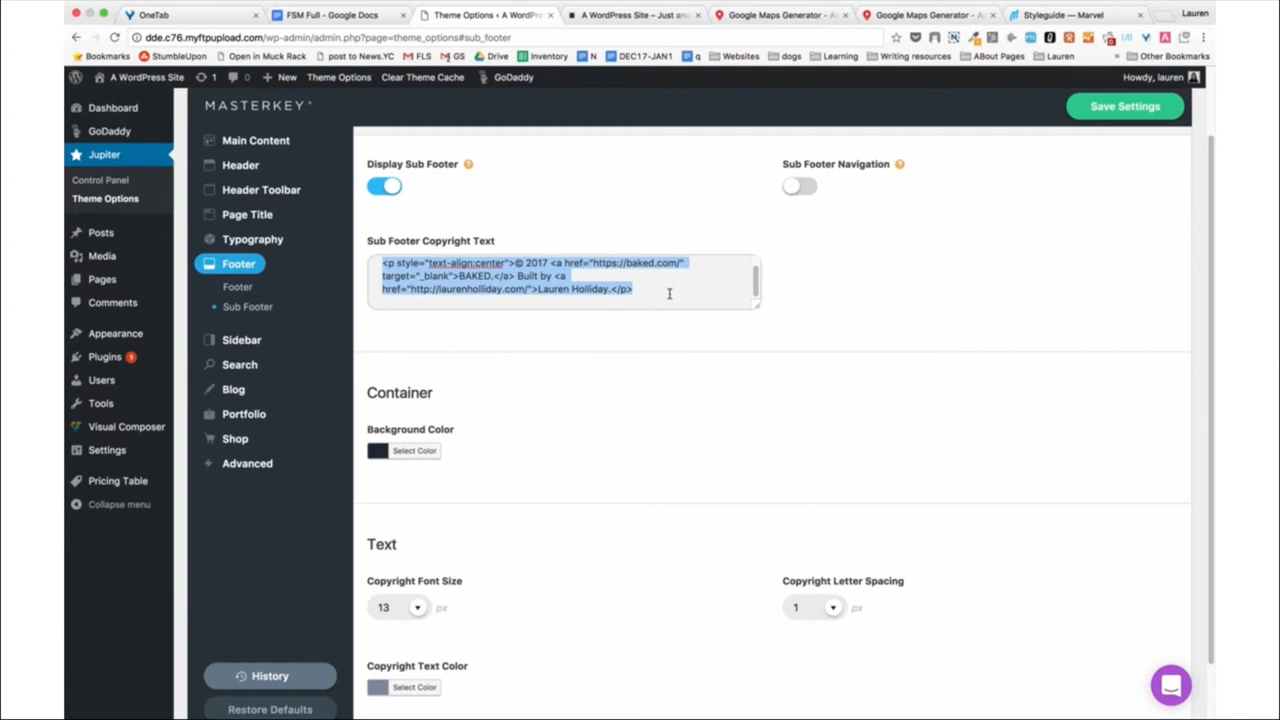 OneTab
FSM Full - Google Docs
Theme Options ‹ A WordPre
A WordPress Site – Just an
Google Maps Generator - Ac
Google Maps Generator - Ac
Styleguide — Marvel
Lauren
dde.c76.myftpupload.com/wp-admin/admin.php?page=theme_options#sub_footer
Bookmarks
StumbleUpon
Open in Muck Rack
post to News.YC
FLS
GS
Drive
Inventory
N
DEC17-JAN1
q
Websites
dogs
Learning
Writing resources
ABout Pages
Lauren
» Other Bookmarks
A WordPress Site
1
0
+ New
Theme Options
Clear Theme Cache
GoDaddy
Howdy, lauren
Dashboard
GoDaddy
Jupiter
Control Panel
Theme Options
Posts
Media
Pages
Comments
Appearance
Plugins 1
Users
Tools
Visual Composer
Settings
Pricing Table
Collapse menu
MASTERKEY
Save Settings
Main Content
Header
Header Toolbar
Page Title
Typography
Footer
Footer
Sub Footer
Sidebar
Search
Blog
Portfolio
Shop
Advanced
History
Restore Defaults
Display Sub Footer ?
Sub Footer Navigation ?
Sub Footer Copyright Text
<p style="text-align:center">© 2017 <a href="https://baked.com/"
target="_blank">BAKED.</a> Built by <a
href="http://laurenholliday.com/">Lauren Holliday.</p>
Container
Background Color
Select Color
Text
Copyright Font Size
Copyright Letter Spacing
13 px
1 px
Copyright Text Color
Select Color